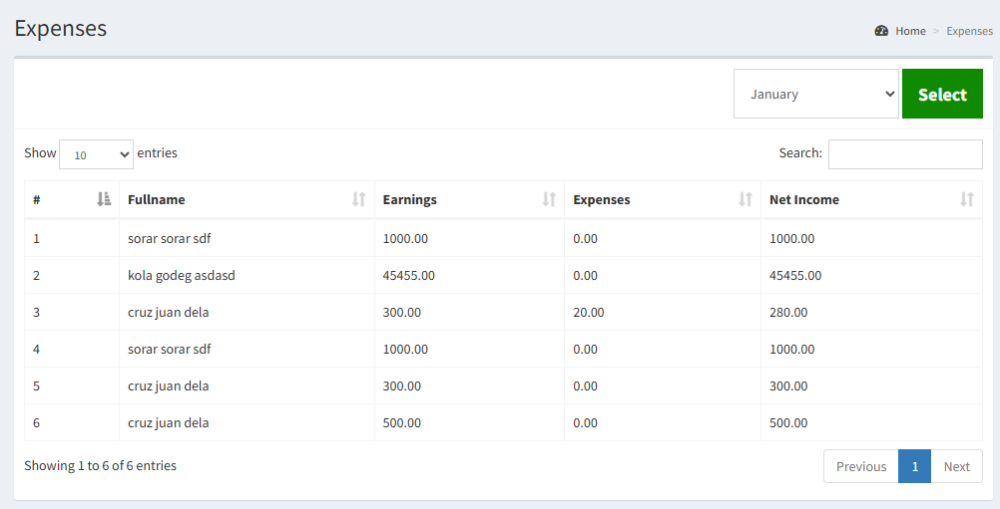 Expenses
Home > Expenses
January Select
Show 10 entries Search:
# Fullname Earnings Expenses Net Income
1 sorar sorar sdf 1000.00 0.00 1000.00
2 kola godeg asdasd 45455.00 0.00 45455.00
3 cruz juan dela 300.00 20.00 280.00
4 sorar sorar sdf 1000.00 0.00 1000.00
5 cruz juan dela 300.00 0.00 300.00
6 cruz juan dela 500.00 0.00 500.00
Showing 1 to 6 of 6 entries Previous 1 Next